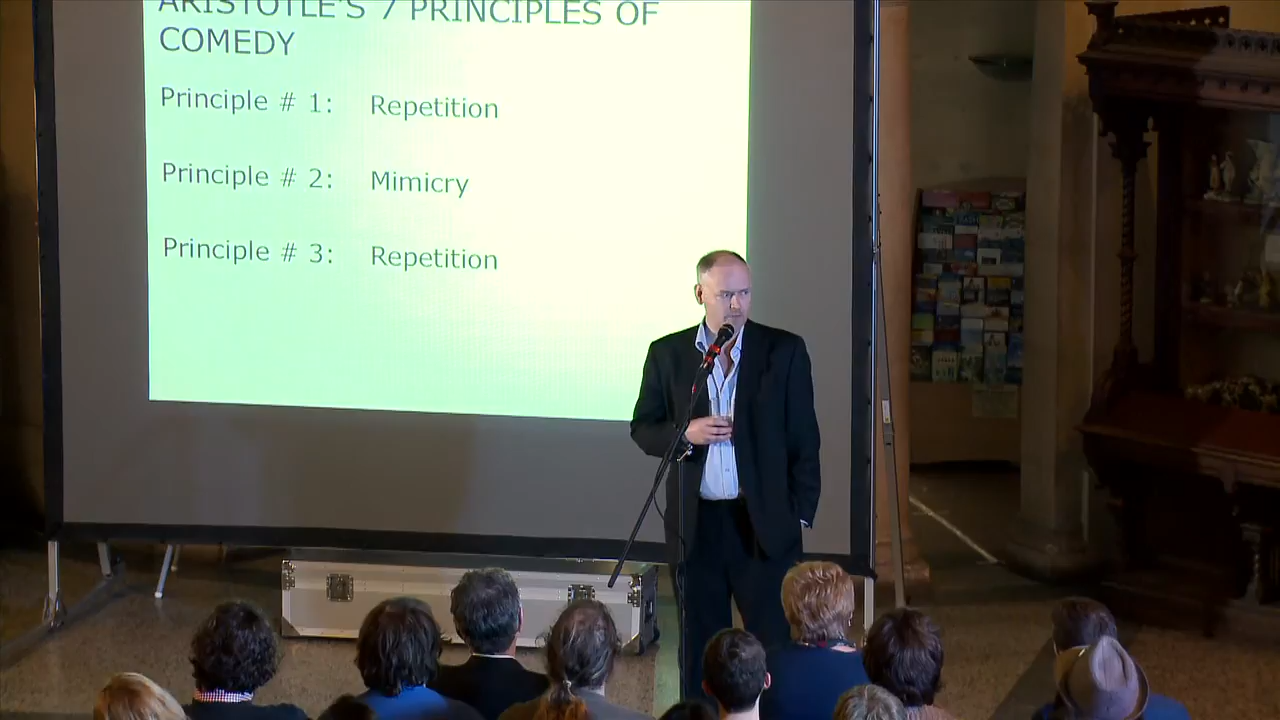 ARISTOTLE'S 7 PRINCIPLES OF
COMEDY
Principle # 1: Repetition
Principle # 2: Mimicry
Principle # 3: Repetition